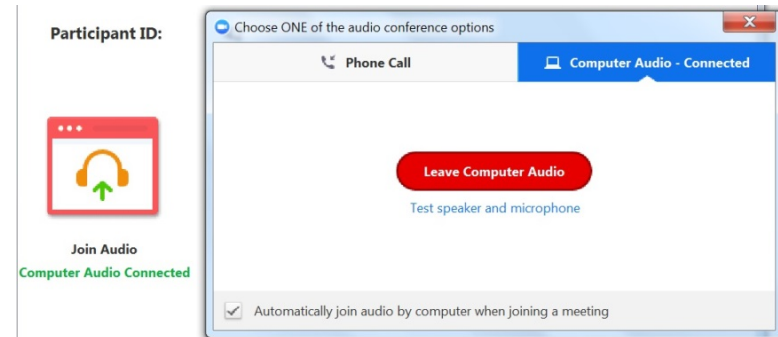 Participant ID:
Join Audio
Computer Audio Connected
Choose ONE of the audio conference options
Phone Call
Computer Audio - Connected
Leave Computer Audio
Test speaker and microphone
Automatically join audio by computer when joining a meeting